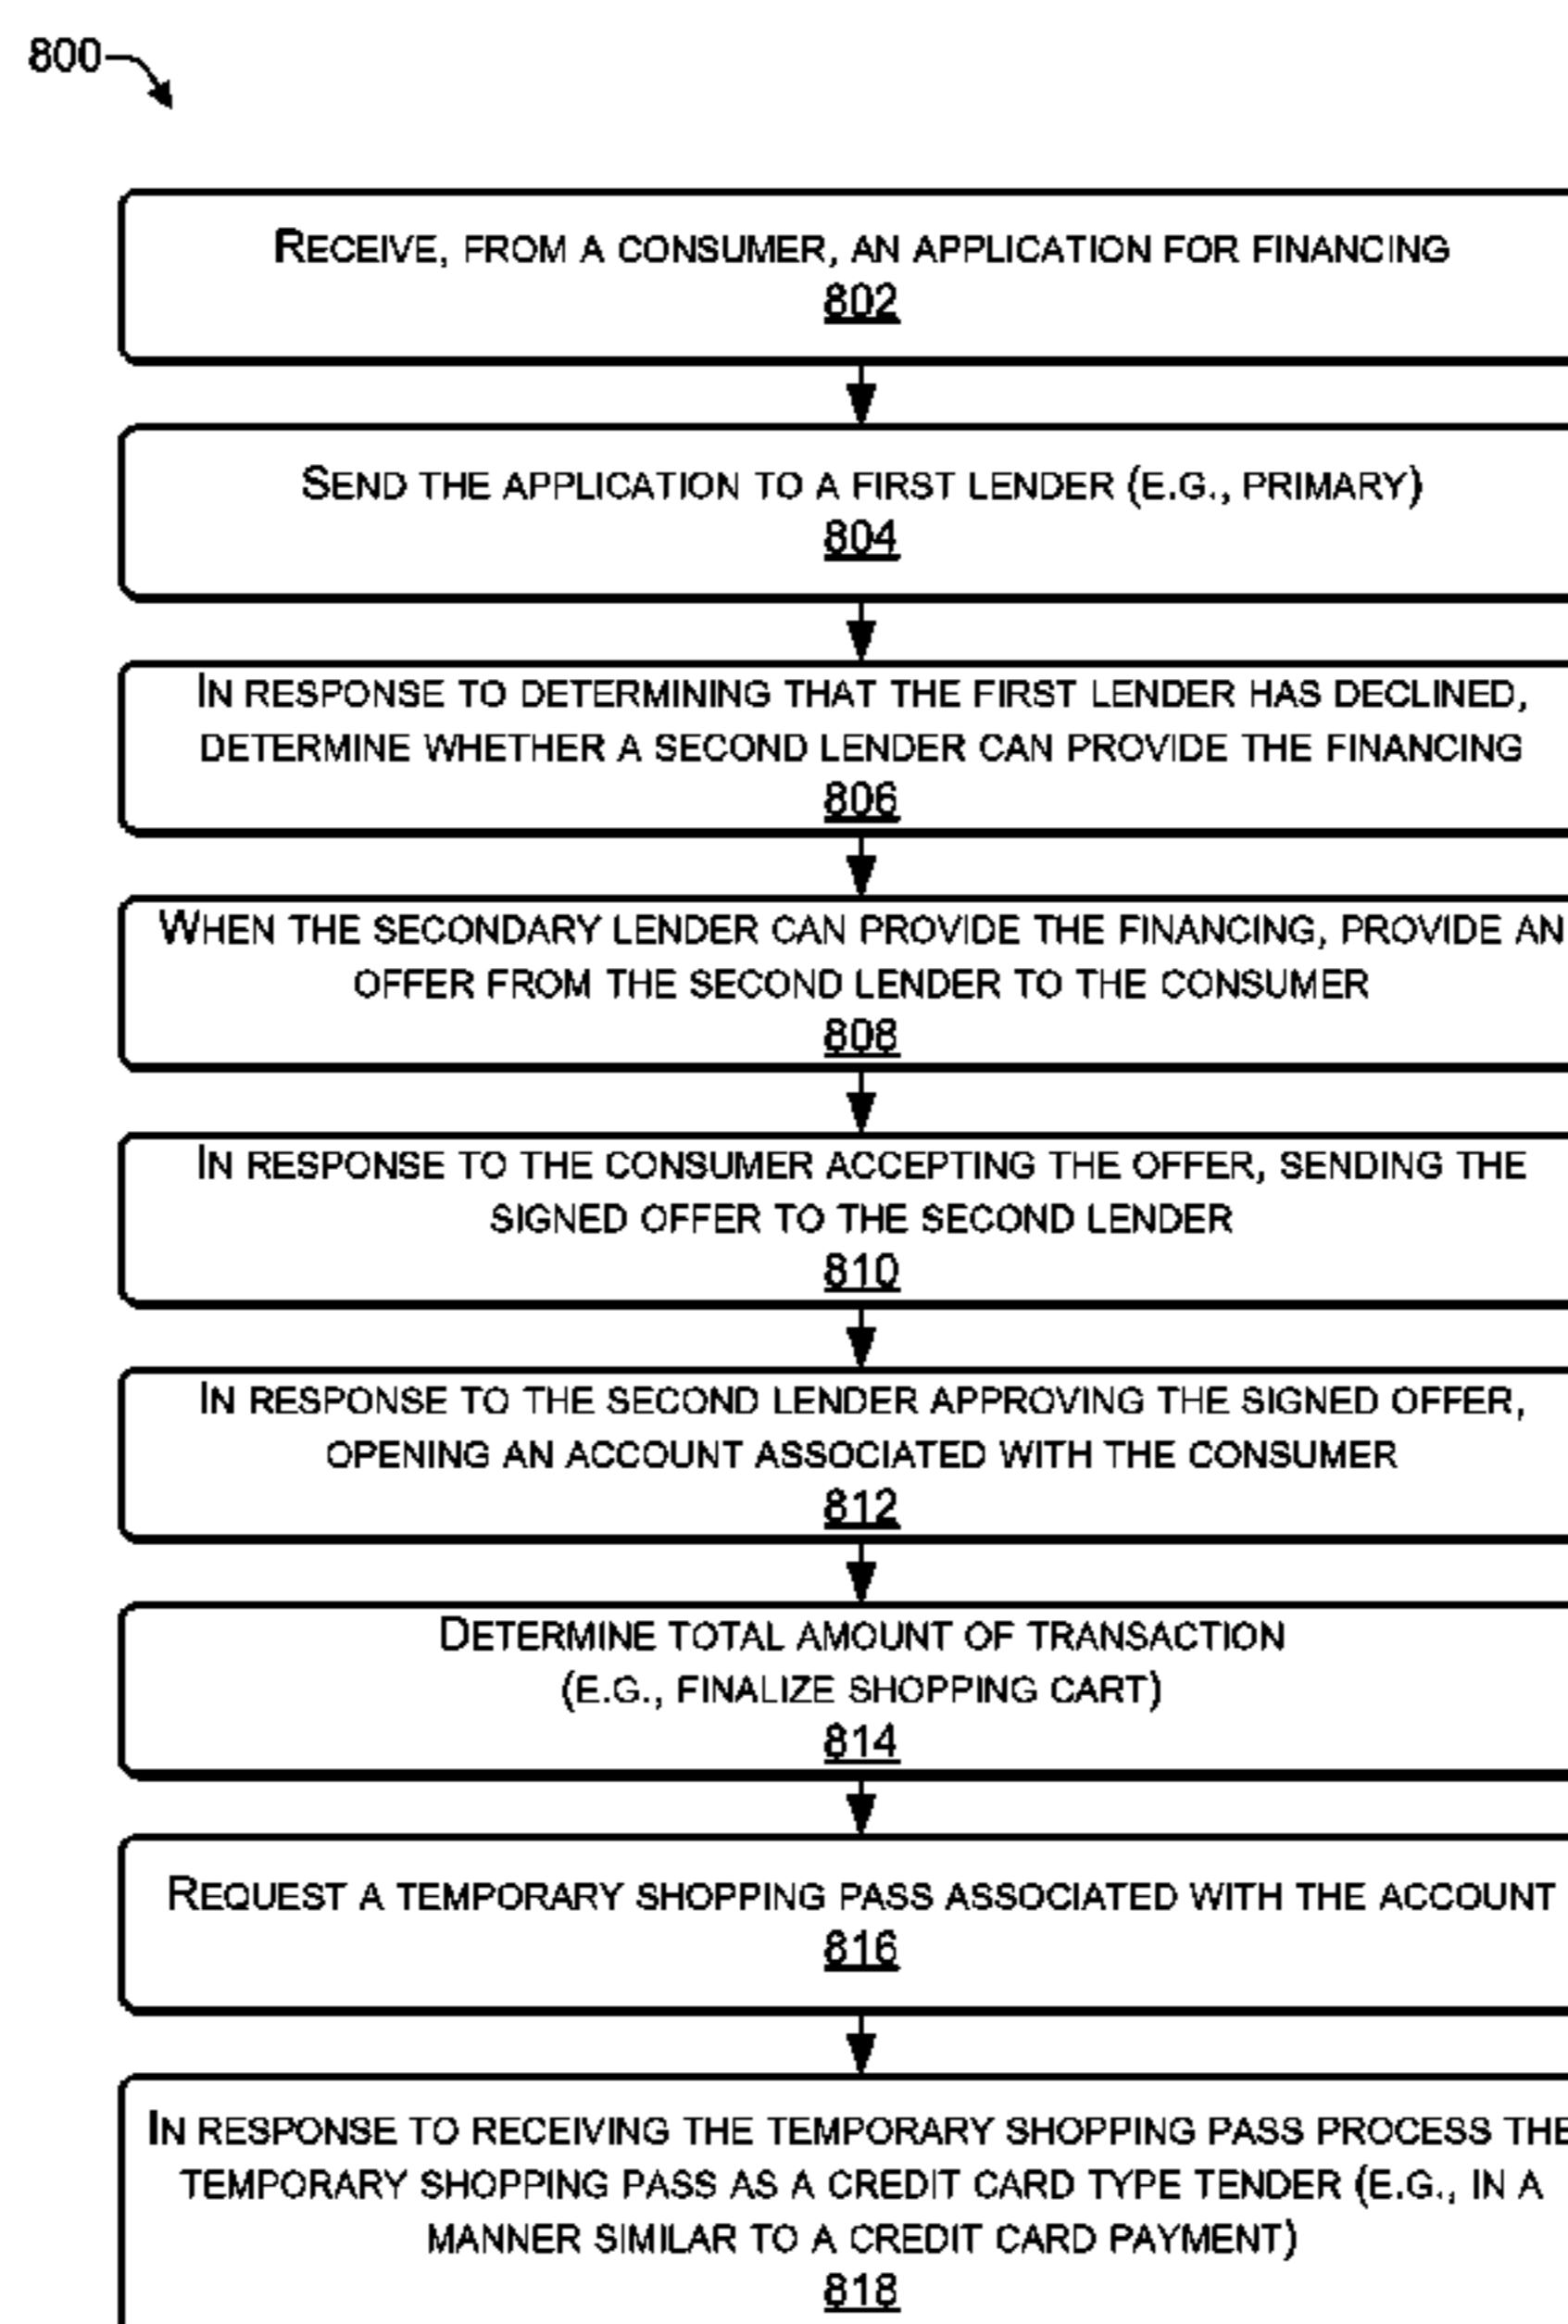 800
RECEIVE, FROM A CONSUMER, AN APPLICATION FOR FINANCING
802
SEND THE APPLICATION TO A FIRST LENDER (E.G., PRIMARY)
804
IN RESPONSE TO DETERMINING THAT THE FIRST LENDER HAS DECLINED,
DETERMINE WHETHER A SECOND LENDER CAN PROVIDE THE FINANCING
806
WHEN THE SECONDARY LENDER CAN PROVIDE THE FINANCING, PROVIDE AN
OFFER FROM THE SECOND LENDER TO THE CONSUMER
808
IN RESPONSE TO THE CONSUMER ACCEPTING THE OFFER, SENDING THE
SIGNED OFFER TO THE SECOND LENDER
810
IN RESPONSE TO THE SECOND LENDER APPROVING THE SIGNED OFFER,
OPENING AN ACCOUNT ASSOCIATED WITH THE CONSUMER
812
DETERMINE TOTAL AMOUNT OF TRANSACTION
(E.G., FINALIZE SHOPPING CART)
814
REQUEST A TEMPORARY SHOPPING PASS ASSOCIATED WITH THE ACCOUNT
816
IN RESPONSE TO RECEIVING THE TEMPORARY SHOPPING PASS PROCESS THE
TEMPORARY SHOPPING PASS AS A CREDIT CARD TYPE TENDER (E.G., IN A
MANNER SIMILAR TO A CREDIT CARD PAYMENT)
818